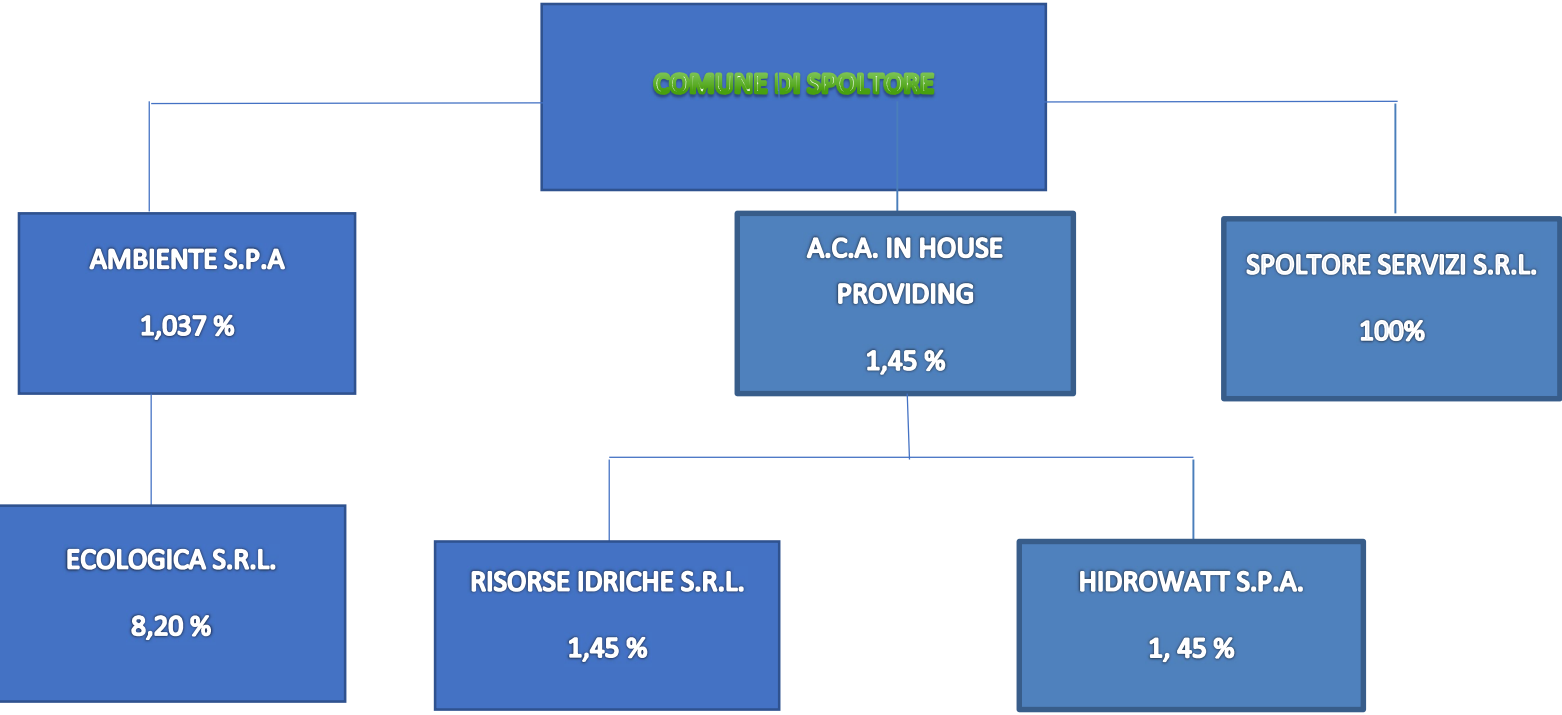 COMUNE DI SPOLTORE
AMBIENTE S.P.A
1,037 %
A.C.A. IN HOUSE
PROVIDING
1,45 %
SPOLTORE SERVIZI S.R.L.
100%
ECOLOGICA S.R.L.
8,20 %
RISORSE IDRICHE S.R.L.
1,45 %
HIDROWATT S.P.A.
1, 45 %